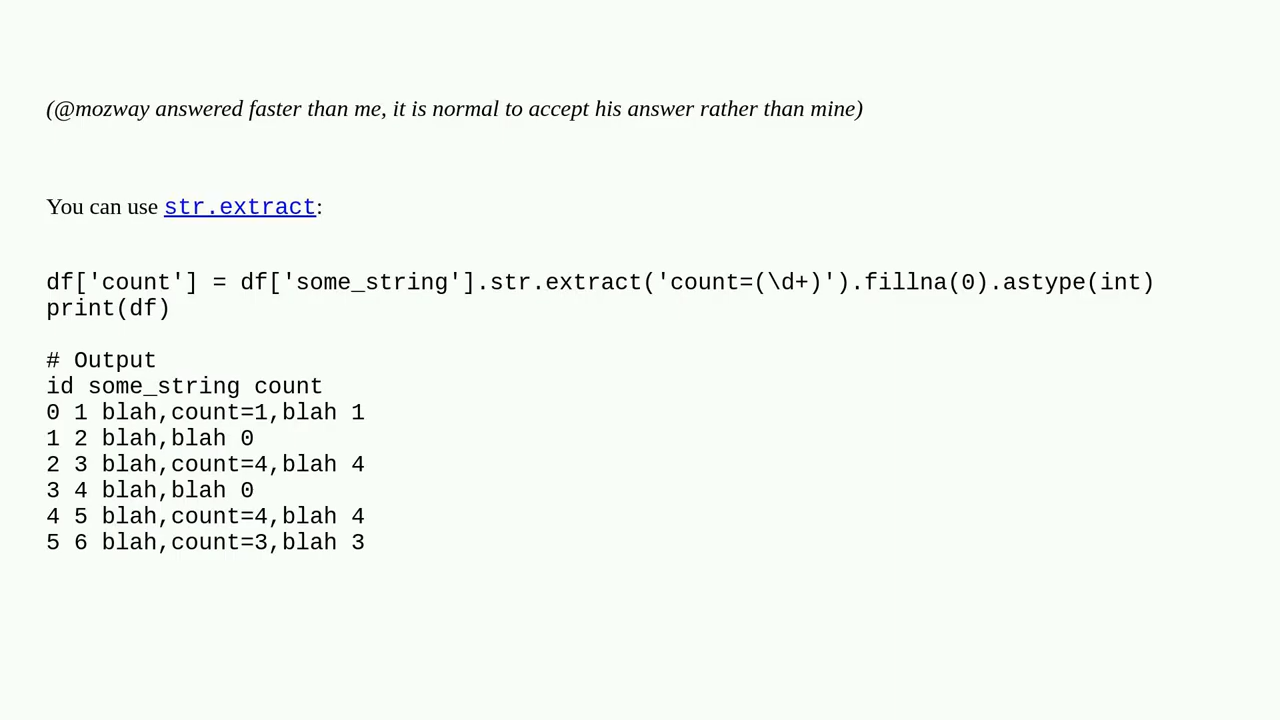 (@mozway answered faster than me, it is normal to accept his answer rather than mine)
You can use str.extract:
df['count'] = df['some_string'].str.extract('count=(\d+)').fillna(0).astype(int)
print(df)
# Output
id some_string count
0 1 blah,count=1,blah 1
1 2 blah,blah 0
2 3 blah,count=4,blah 4
3 4 blah,blah 0
4 5 blah,count=4,blah 4
5 6 blah,count=3,blah 3